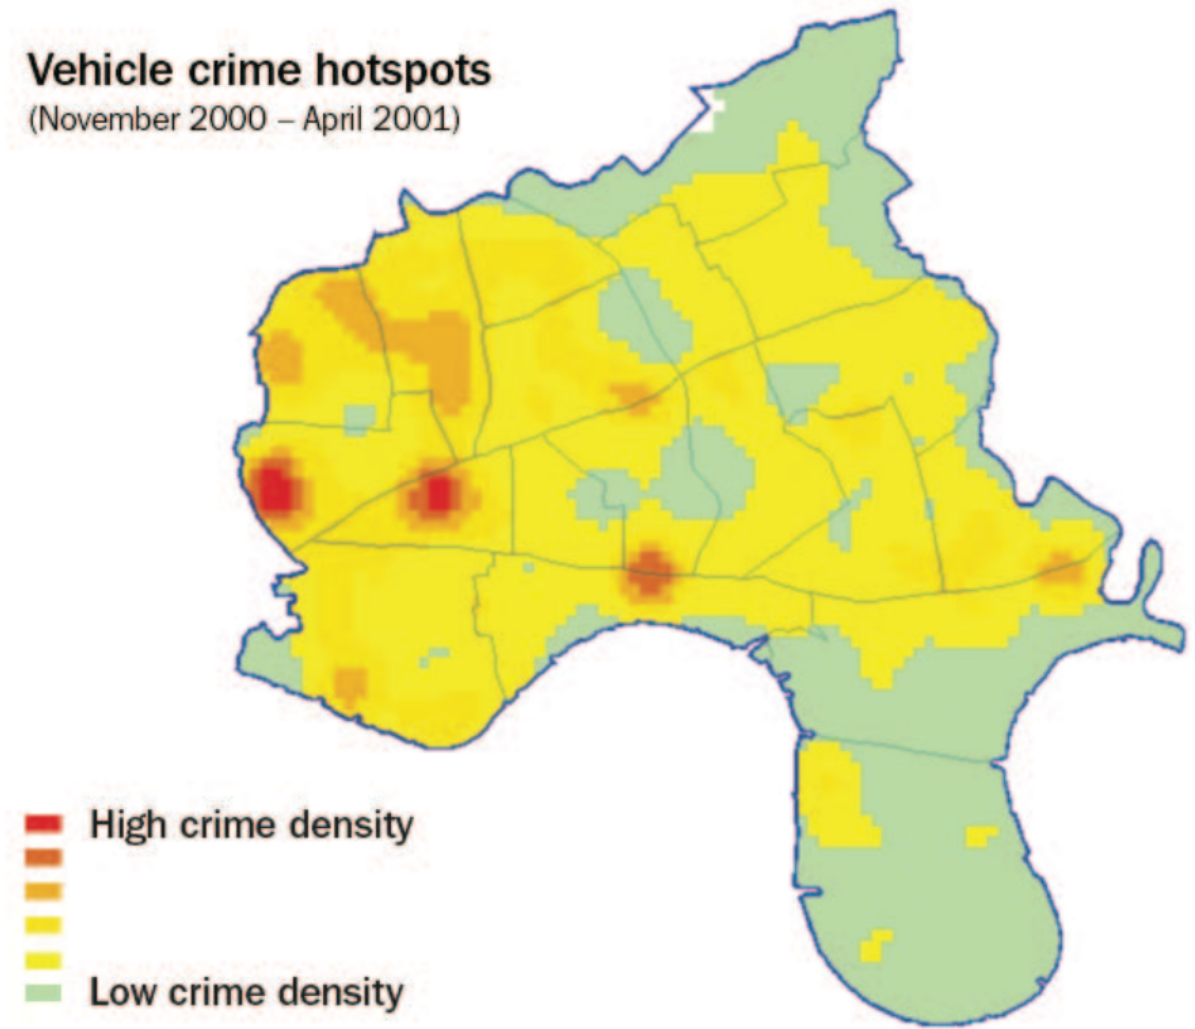 Vehicle crime hotspots
(November 2000 – April 2001)
High crime density
Low crime density